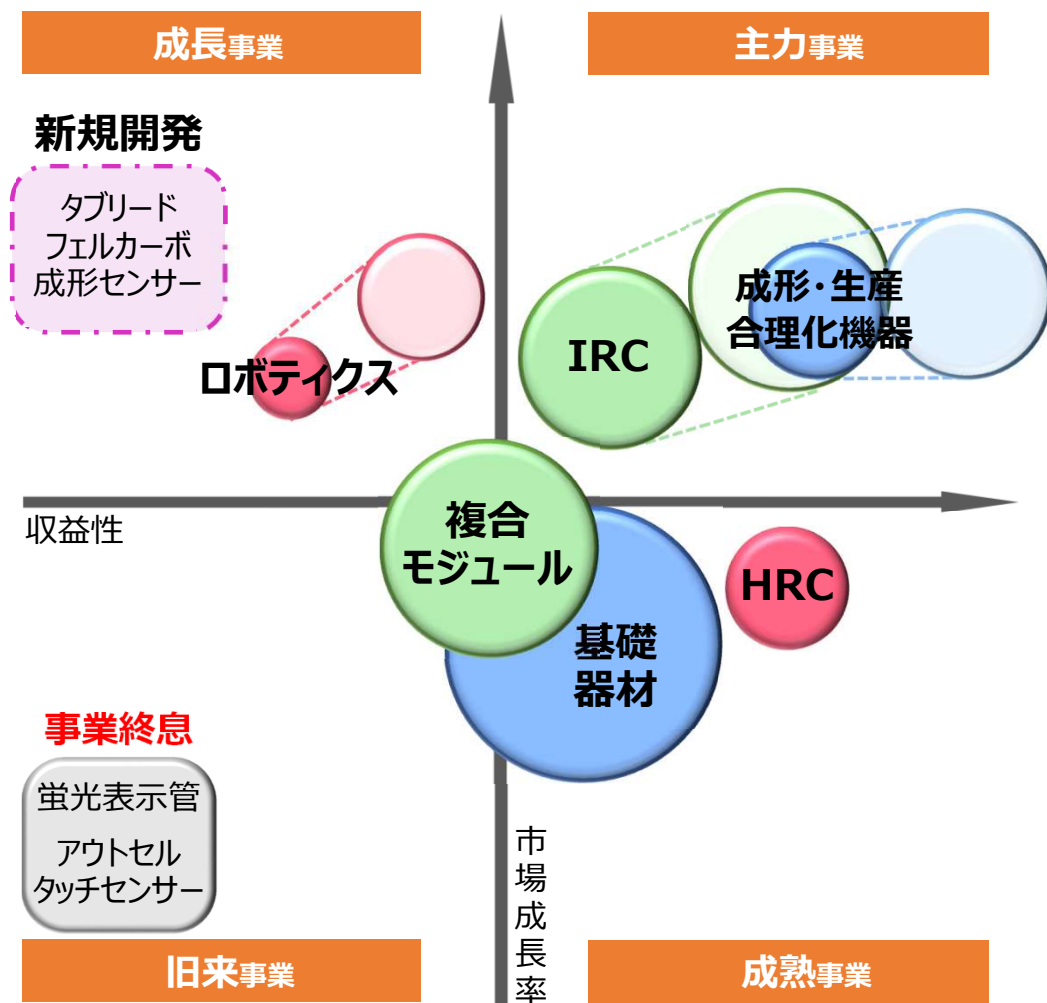 成長事業
主力事業
新規開発
タブリード
フェルカーボ
成形センサー
ロボティクス
IRC
成形・生産
合理化機器
収益性
複合
モジュール
HRC
基礎
器材
事業終息
蛍光表示管
アウトセル
タッチセンサー
市場成長率
旧来事業
成熟事業